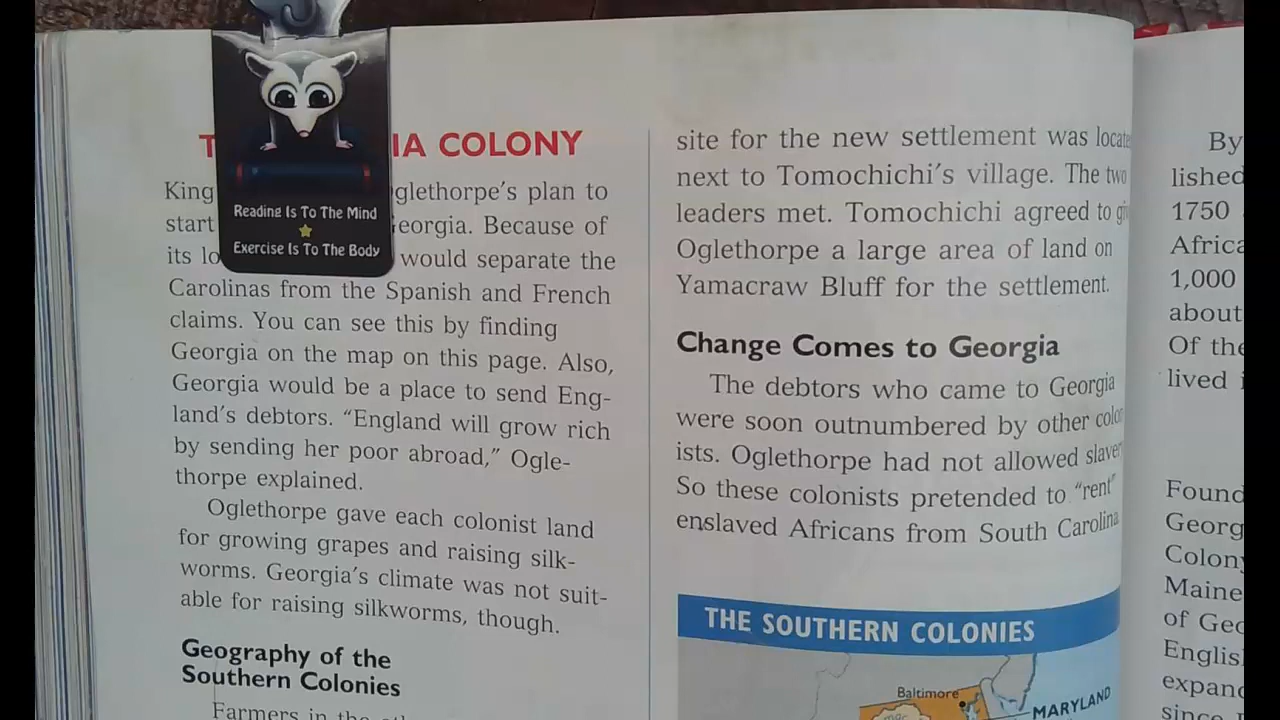 Reading Is To The Mind
Exercise Is To The Body
COLONY
King glethorpe's plan to
start eorgia. Because of
its lo would separate the
Carolinas from the Spanish and French
claims. You can see this by finding
Georgia on the map on this page. Also,
Georgia would be a place to send Eng-
land's debtors. “England will grow rich
by sending her poor abroad,” Ogle-
thorpe explained.
Oglethorpe gave each colonist land
for growing grapes and raising silk-
worms. Georgia's climate was not suit-
able for raising silkworms, though.
Geography of the
Southern Colonies
Farmers in the
site for the new settlement was locate
next to Tomochichi's village. The two
leaders met. Tomochichi agreed to gi
Oglethorpe a large area of land on
Yamacraw Bluff for the settlement.
Change Comes to Georgia
The debtors who came to Georgia
were soon outnumbered by other colo
ists. Oglethorpe had not allowed slaver
So these colonists pretended to “rent”
enslaved Africans from South Carolina
THE SOUTHERN COLONIES
Baltimore
MARYLAND
By
lished
1750
Africa
1,000
about
Of the
lived
Found
Georg
Colony
Maine
of Geo
Englis
expand
since